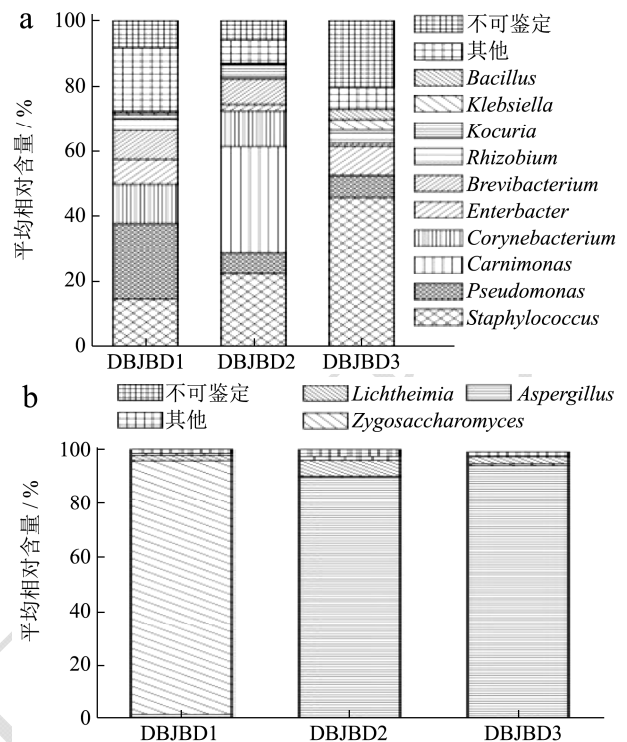 a
平均相对含量 / %
100
80
60
40
20
0
DBJBD1 DBJBD2 DBJBD3
不可鉴定
其他
Bacillus
Klebsiella
Kocuria
Rhizobium
Brevibacterium
Enterbacter
Corynebacterium
Carnimonas
Pseudomonas
Staphylococcus
b
不可鉴定 Lichtheimia Aspergillus
其他 Zygosaccharomyces
平均相对含量 / %
100
80
60
40
20
0
DBJBD1 DBJBD2 DBJBD3